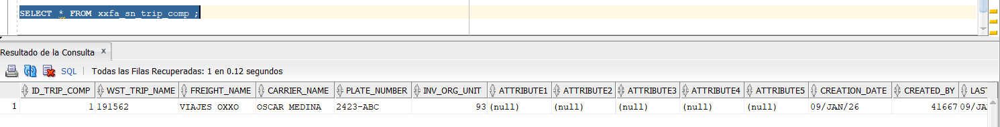 SELECT * FROM xxfa_sn_trip_comp ;
Resultado de la Consulta x
SQL | Todas las Filas Recuperadas: 1 en 0.12 segundos
ID_TRIP_COMP WST_TRIP_NAME FREIGHT_NAME CARRIER_NAME PLATE_NUMBER INV_ORG_UNIT ATTRIBUTE1 ATTRIBUTE2 ATTRIBUTE3 ATTRIBUTE4 ATTRIBUTE5 CREATION_DATE CREATED_BY LAST
1 1 191562 VIAJES OXXO OSCAR MEDINA 2423-ABC 93 (null) (null) (null) (null) (null) 09/JAN/26 41667 09/JA